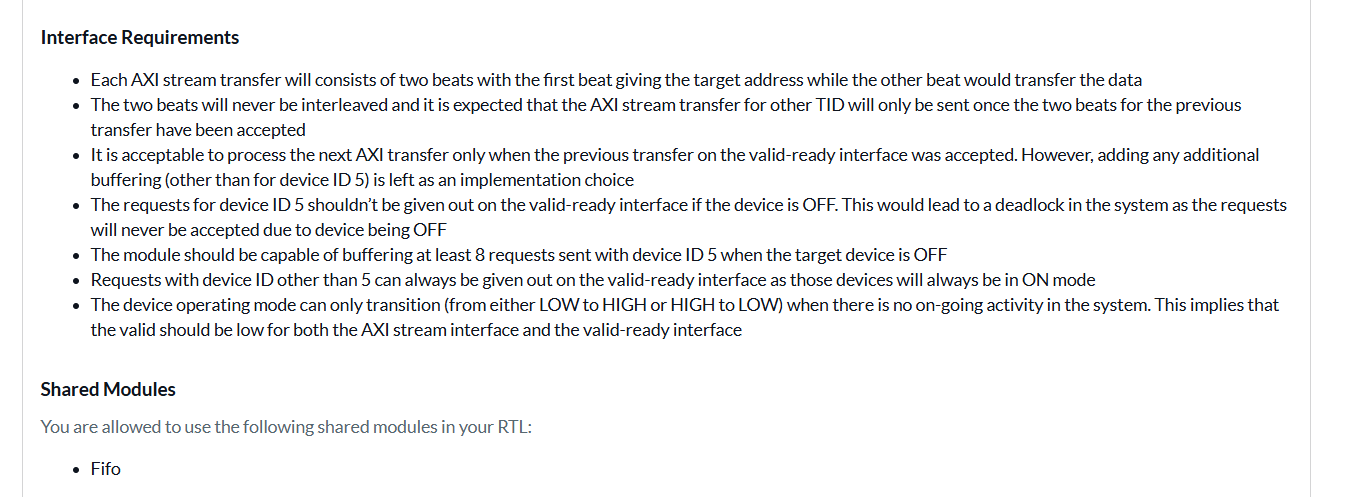 Interface Requirements
• Each AXI stream transfer will consists of two beats with the first beat giving the target address while the other beat would transfer the data
• The two beats will never be interleaved and it is expected that the AXI stream transfer for other TID will only be sent once the two beats for the previous
transfer have been accepted
• It is acceptable to process the next AXI transfer only when the previous transfer on the valid-ready interface was accepted. However, adding any additional
buffering (other than for device ID 5) is left as an implementation choice
• The requests for device ID 5 shouldn't be given out on the valid-ready interface if the device is OFF. This would lead to a deadlock in the system as the requests
will never be accepted due to device being OFF
• The module should be capable of buffering at least 8 requests sent with device ID 5 when the target device is OFF
• Requests with device ID other than 5 can always be given out on the valid-ready interface as those devices will always be in ON mode
• The device operating mode can only transition (from either LOW to HIGH or HIGH to LOW) when there is no on-going activity in the system. This implies that
the valid should be low for both the AXI stream interface and the valid-ready interface
Shared Modules
You are allowed to use the following shared modules in your RTL:
• Fifo